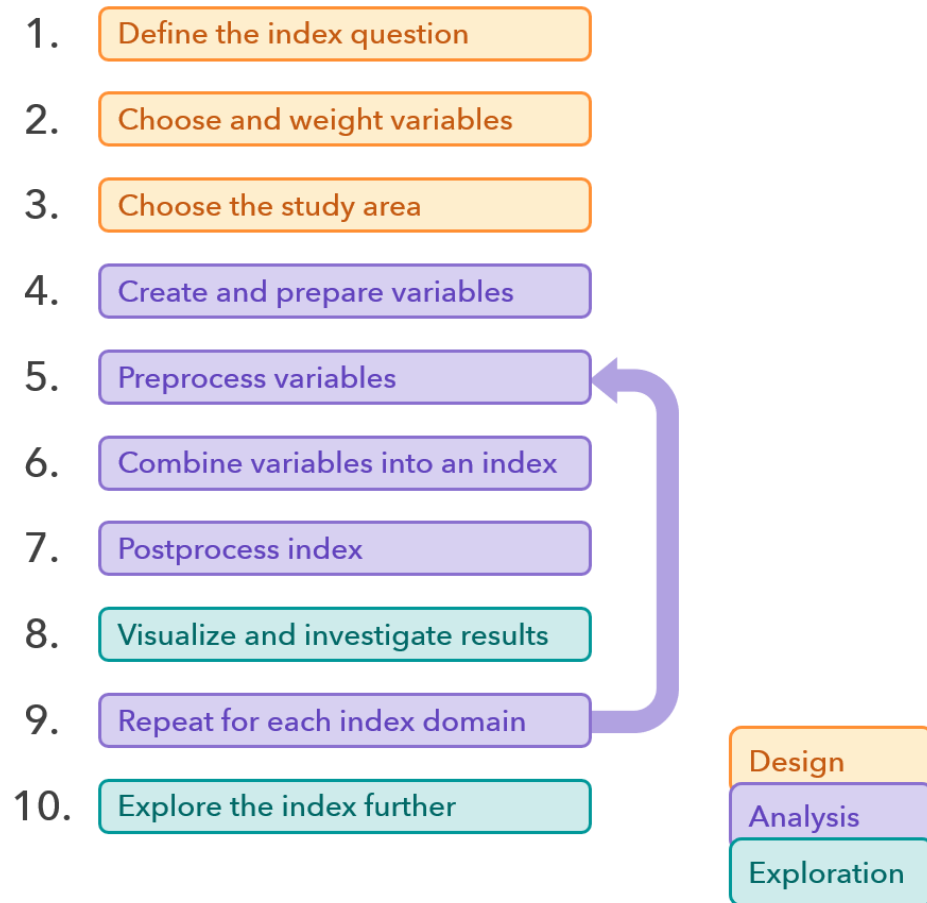 1. Define the index question
2. Choose and weight variables
3. Choose the study area
4. Create and prepare variables
5. Preprocess variables
6. Combine variables into an index
7. Postprocess index
8. Visualize and investigate results
9. Repeat for each index domain
10. Explore the index further
Design
Analysis
Exploration